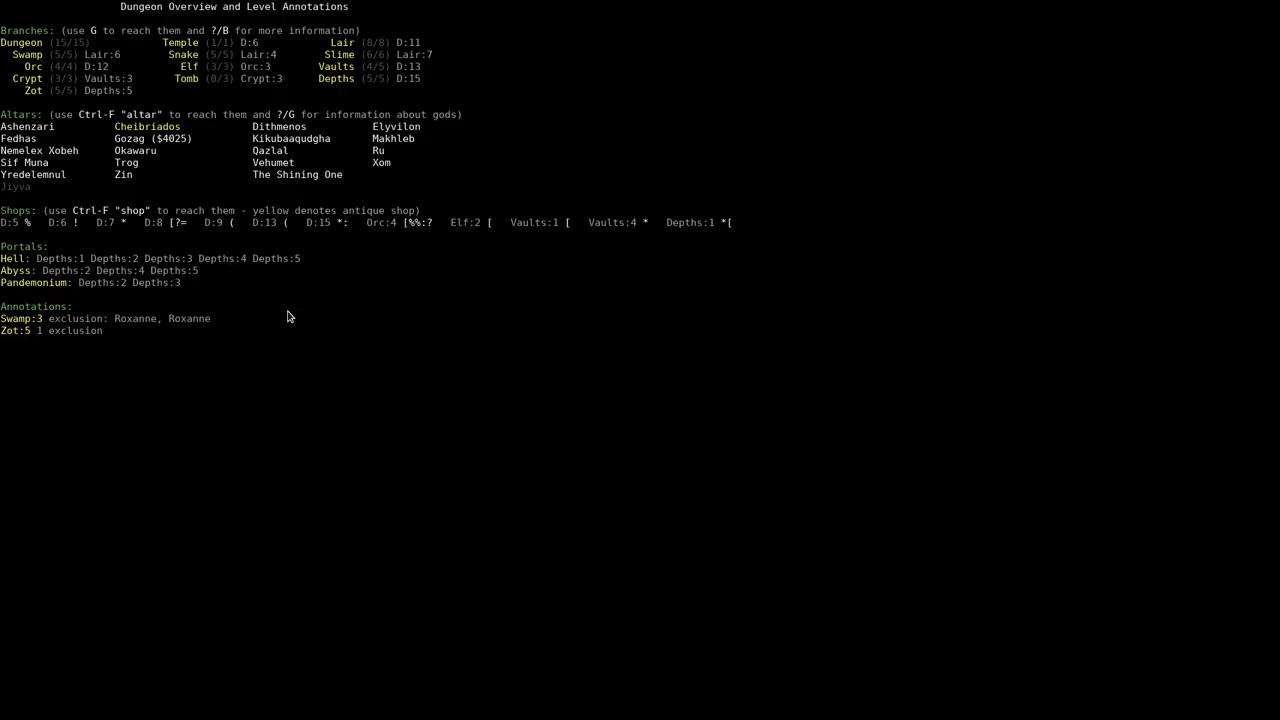 Dungeon Overview and Level Annotations
Branches: (use G to reach them and ?/B for more information)
Dungeon (15/15) Temple (1/1) D:6 Lair (8/8) D:11
Swamp (5/5) Lair:6 Snake (5/5) Lair:4 Slime (6/6) Lair:7
Orc (4/4) D:12 Elf (3/3) Orc:3 Vaults (4/5) D:13
Crypt (3/3) Vaults:3 Tomb (0/3) Crypt:3 Depths (5/5) D:15
Zot (5/5) Depths:5
Altars: (use Ctrl-F "altar" to reach them and ?/G for information about gods)
Ashenzari Cheibriados Dithmenos Elyvilon
Fedhas Gozag ($4025) Kikubaaqudgha Makhleb
Nemelex Xobeh Okawaru Qazlal Ru
Sif Muna Trog Vehumet Xom
Yredelemnul Zin The Shining One
Jiyva
Shops: (use Ctrl-F "shop" to reach them - yellow denotes antique shop)
D:5 % D:6 ! D:7 * D:8 [?= D:9 ( D:13 ( D:15 *: Orc:4 [%%:? Elf:2 [ Vaults:1 [ Vaults:4 * Depths:1 *[
Portals:
Hell: Depths:1 Depths:2 Depths:3 Depths:4 Depths:5
Abyss: Depths:2 Depths:4 Depths:5
Pandemonium: Depths:2 Depths:3
Annotations:
Swamp:3 exclusion: Roxanne, Roxanne
Zot:5 1 exclusion